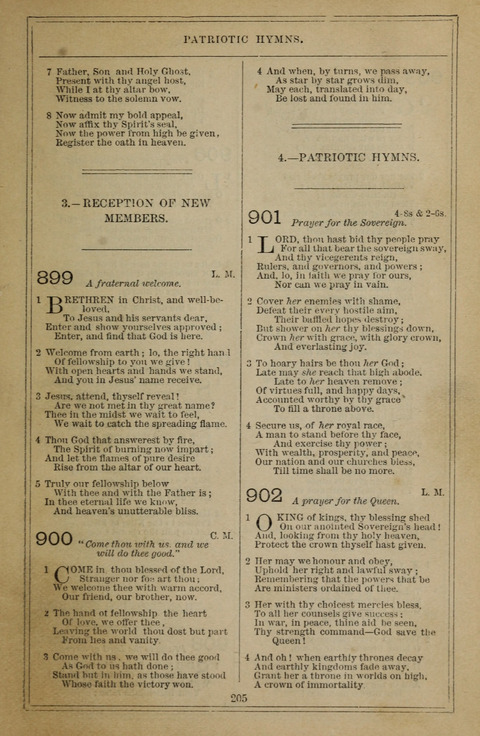 PATRIOTIC HYMNS.
7 Father, Son and Holy Ghost,
Present with thy angel host,
While I at thy altar bow,
Witness to the solemn vow.
8 Now admit my bold appeal,
Now affix thy Spirit's seal,
Now the power from high be given,
Register the oath in heaven.
3.—RECEPTION OF NEW
MEMBERS.
899 L. M.
A fraternal welcome.
1 BRETHREN in Christ, and well-be-
loved,
To Jesus and his servants dear,
Enter and show yourselves approved;
Enter, and find that God is here.
2 Welcome from earth; lo, the right hand
Of fellowship to you we give!
With open hearts and hands we stand,
And you in Jesus' name receive.
3 Jesus, attend, thyself reveal!
Are we not met in thy great name?
Thee in the midst we wait to feel,
We wait to catch the spreading flame.
4 Thou God that answerest by fire,
The Spirit of burning now impart;
And let the flames of pure desire
Rise from the altar of our heart.
5 Truly our fellowship below
With thee and with the Father is;
In thee eternal life we know,
And heaven's unutterable bliss.
900 C. M.
"Come thou with us, and we
will do thee good."
1 COME in, thou blessed of the Lord,
Stranger nor foe art thou;
We welcome thee with warm accord,
Our friend, our brother, now.
2 The hand of fellowship the heart
Of love, we offer thee,
Leaving the world thou dost but part
From lies and vanity.
3 Come with us, we will do thee good
As God to us hath done;
Stand but in him, as those have stood
Whose faith the victory won.
4 And when, by turns, we pass away,
As star by star grows dim,
May each, translated into day,
Be lost and found in him.
4.—PATRIOTIC HYMNS.
901 4-8s & 2-6s.
Prayer for the Sovereign.
1 LORD, thou hast bid thy people pray
For all that bear the sovereign sway,
And thy vicegerents reign,
Rulers, and governors, and powers;
And, lo, in faith we pray for ours,
Nor can we pray in vain.
2 Cover her enemies with shame,
Defeat their every hostile aim,
Their baffled hopes destroy;
But shower on her thy blessings down,
Crown her with grace, with glory crown,
And everlasting joy.
3 To hoary hairs be thou her God;
Late may she reach that high abode,
Late to her heaven remove;
Of virtues full, and happy days,
Accounted worthy by thy grace
To fill a throne above.
4 Secure us, of her royal race,
A man to stand before thy face,
And exercise thy power;
With wealth, prosperity, and peace,
Our nation and our churches bless,
Till time shall be no more.
902 L. M.
A prayer for the Queen.
1 O KING of kings, thy blessing shed
On our anointed Sovereign's head!
And, looking from thy holy heaven,
Protect the crown thyself hast given.
2 Her may we honour and obey,
Uphold her right and lawful sway;
Remembering that the powers that be
Are ministers ordained of thee.
3 Her with thy choicest mercies bless,
To all her counsels give success;
In war, in peace, thine aid be seen,
Thy strength command—God save the
Queen!
4 And oh! when earthly thrones decay
And earthly kingdoms fade away,
Grant her a throne in worlds on high,
A crown of immortality
205